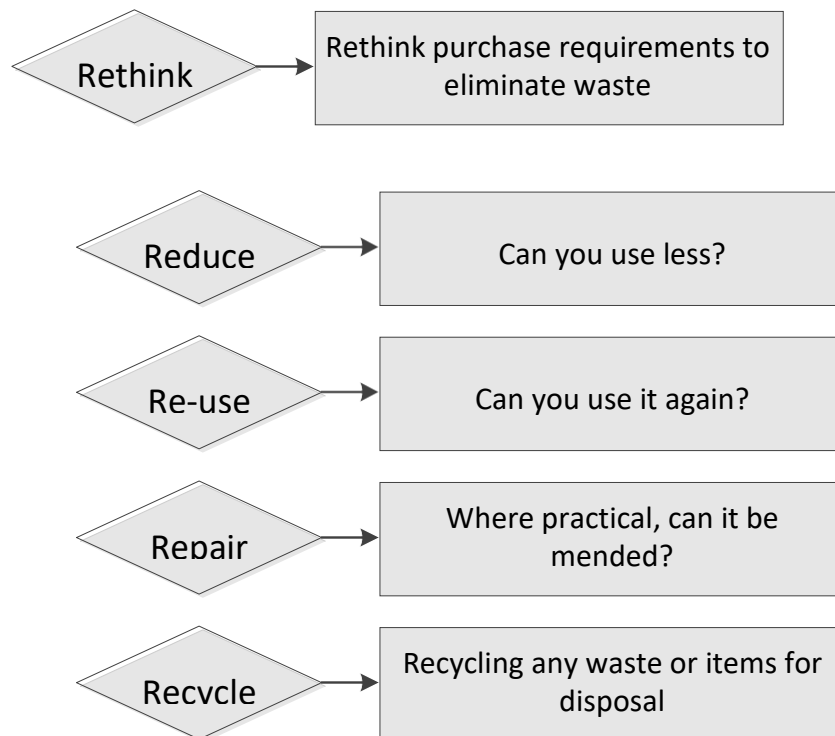 Rethink
Rethink purchase requirements to
eliminate waste
Reduce
Can you use less?
Re-use
Can you use it again?
Repair
Where practical, can it be
mended?
Recycle
Recycling any waste or items for
disposal